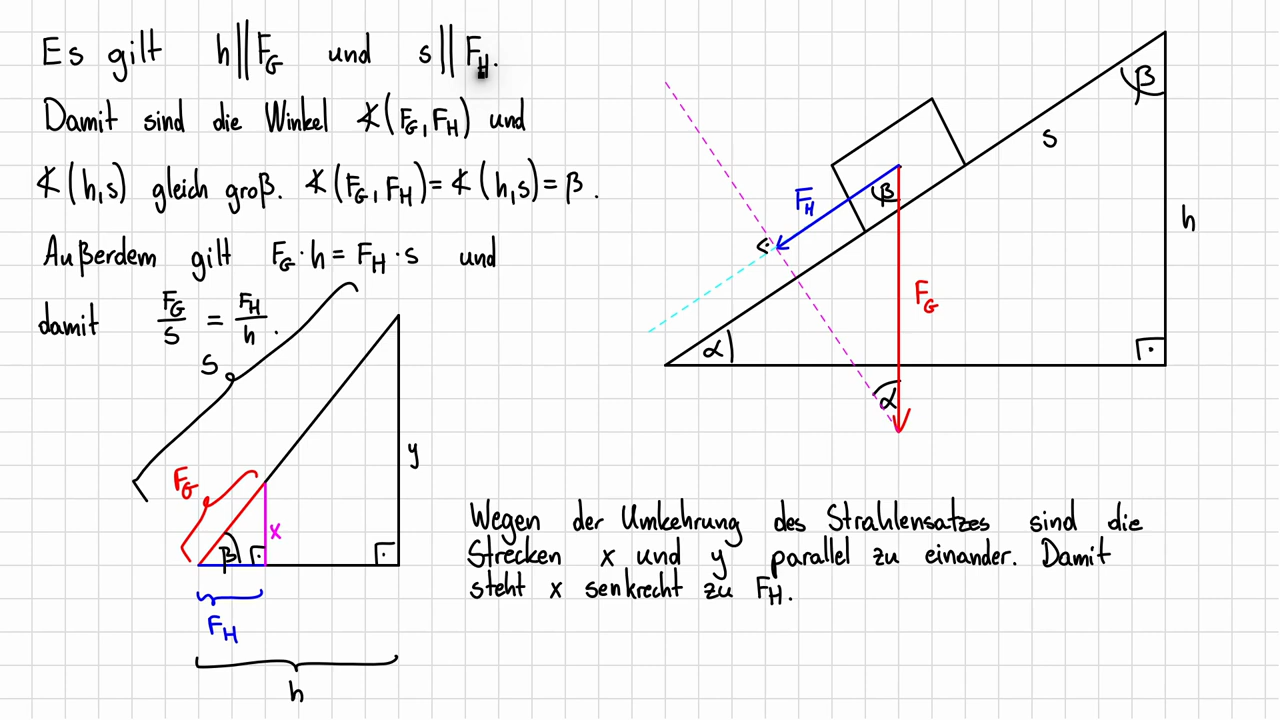 Es gilt h∥F_G und s∥F_H.
Damit sind die Winkel ∢(F_G, F_H) und
∢(h,s) gleich groß. ∢(F_G, F_H) = ∢(h,s) = β.
Außerdem gilt F_G · h = F_H · s und
damit F_G/s = F_H/h.
s
F_G
x
y
β
F_H
h
β
s
F_H
β
h
F_G
α
α
Wegen der Umkehrung des Strahlensatzes sind die
Strecken x und y parallel zu einander. Damit
steht x senkrecht zu F_H.